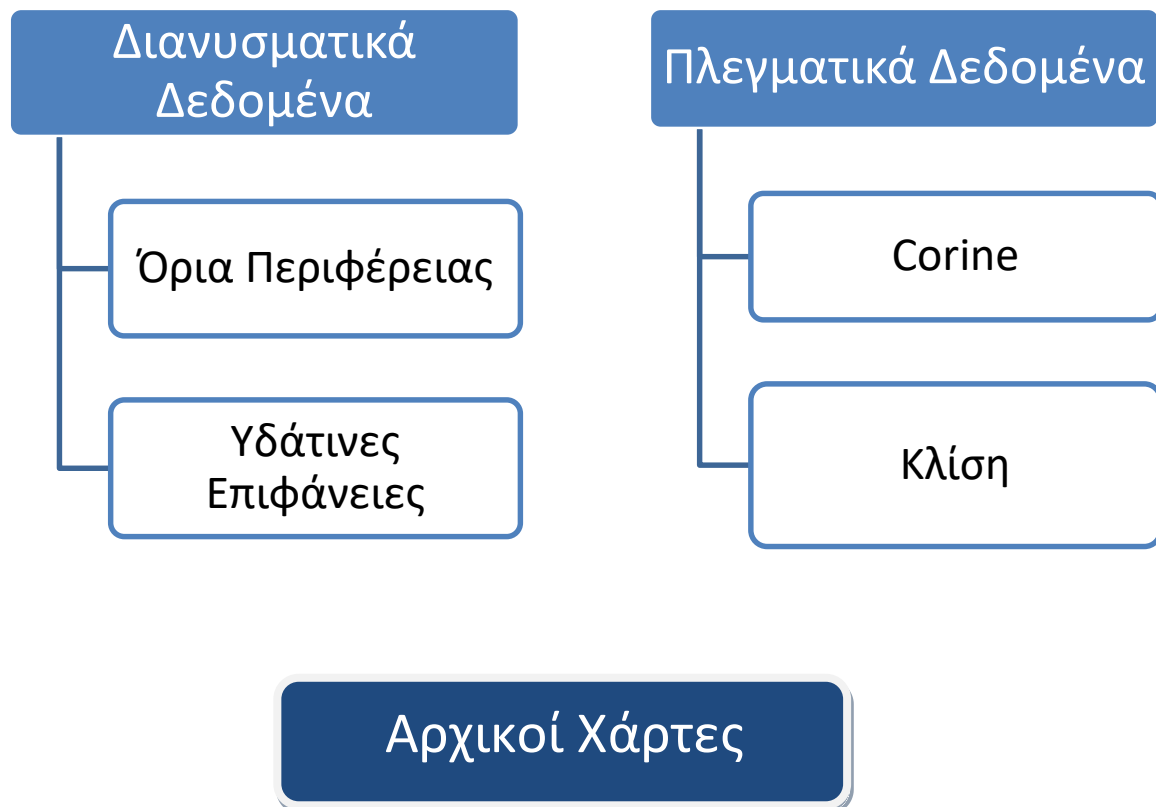 Διανυσματικά
Δεδομένα
Όρια Περιφέρειας
Υδάτινες
Επιφάνειες
Πλεγματικά Δεδομένα
Corine
Κλίση
Αρχικοί Χάρτες